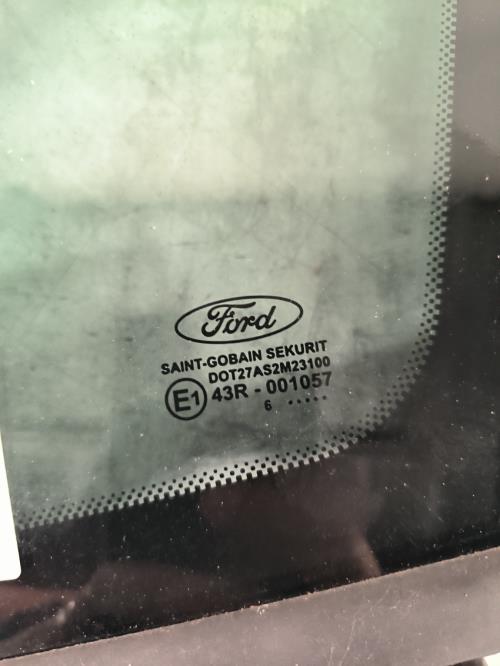 Ford
SAINT-GOBAIN SEKURIT
DOT27AS2M23100
E1 43R - 001057
6 .....